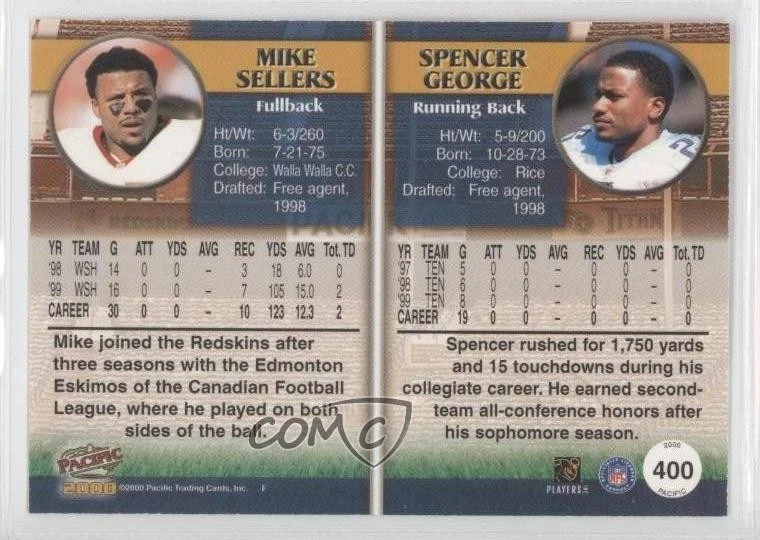 MIKE
SELLERS
Fullback
Ht/Wt: 6-3/260
Born: 7-21-75
College: Walla Walla C.C.
Drafted: Free agent,
1998
YR TEAM G ATT YDS AVG REC YDS AVG Tot. TD
'98 WSH 14 0 0 – 3 18 6.0 0
'99 WSH 16 0 0 – 7 105 15.0 2
CAREER 30 0 0 – 10 123 12.3 2
Mike joined the Redskins after
three seasons with the Edmonton
Eskimos of the Canadian Football
League, where he played on both
sides of the ball.
PACIFIC
2000 ©2000 Pacific Trading Cards, Inc. F
SPENCER
GEORGE
Running Back
Ht/Wt: 5-9/200
Born: 10-28-73
College: Rice
Drafted: Free agent,
1998
REDSKINS
PACIFIC
TITANS
YR TEAM G ATT YDS AVG REC YDS AVG Tot. TD
'97 TEN 5 0 0 – 0 0 – 0
'98 TEN 6 0 0 – 0 0 – 0
'99 TEN 8 0 0 – 0 0 – 0
CAREER 19 0 0 – 0 0 – 0
Spencer rushed for 1,750 yards
and 15 touchdowns during his
collegiate career. He earned second-
team all-conference honors after
his sophomore season.
COMC
PLAYERS INC
NFL
2000
400
PACIFIC